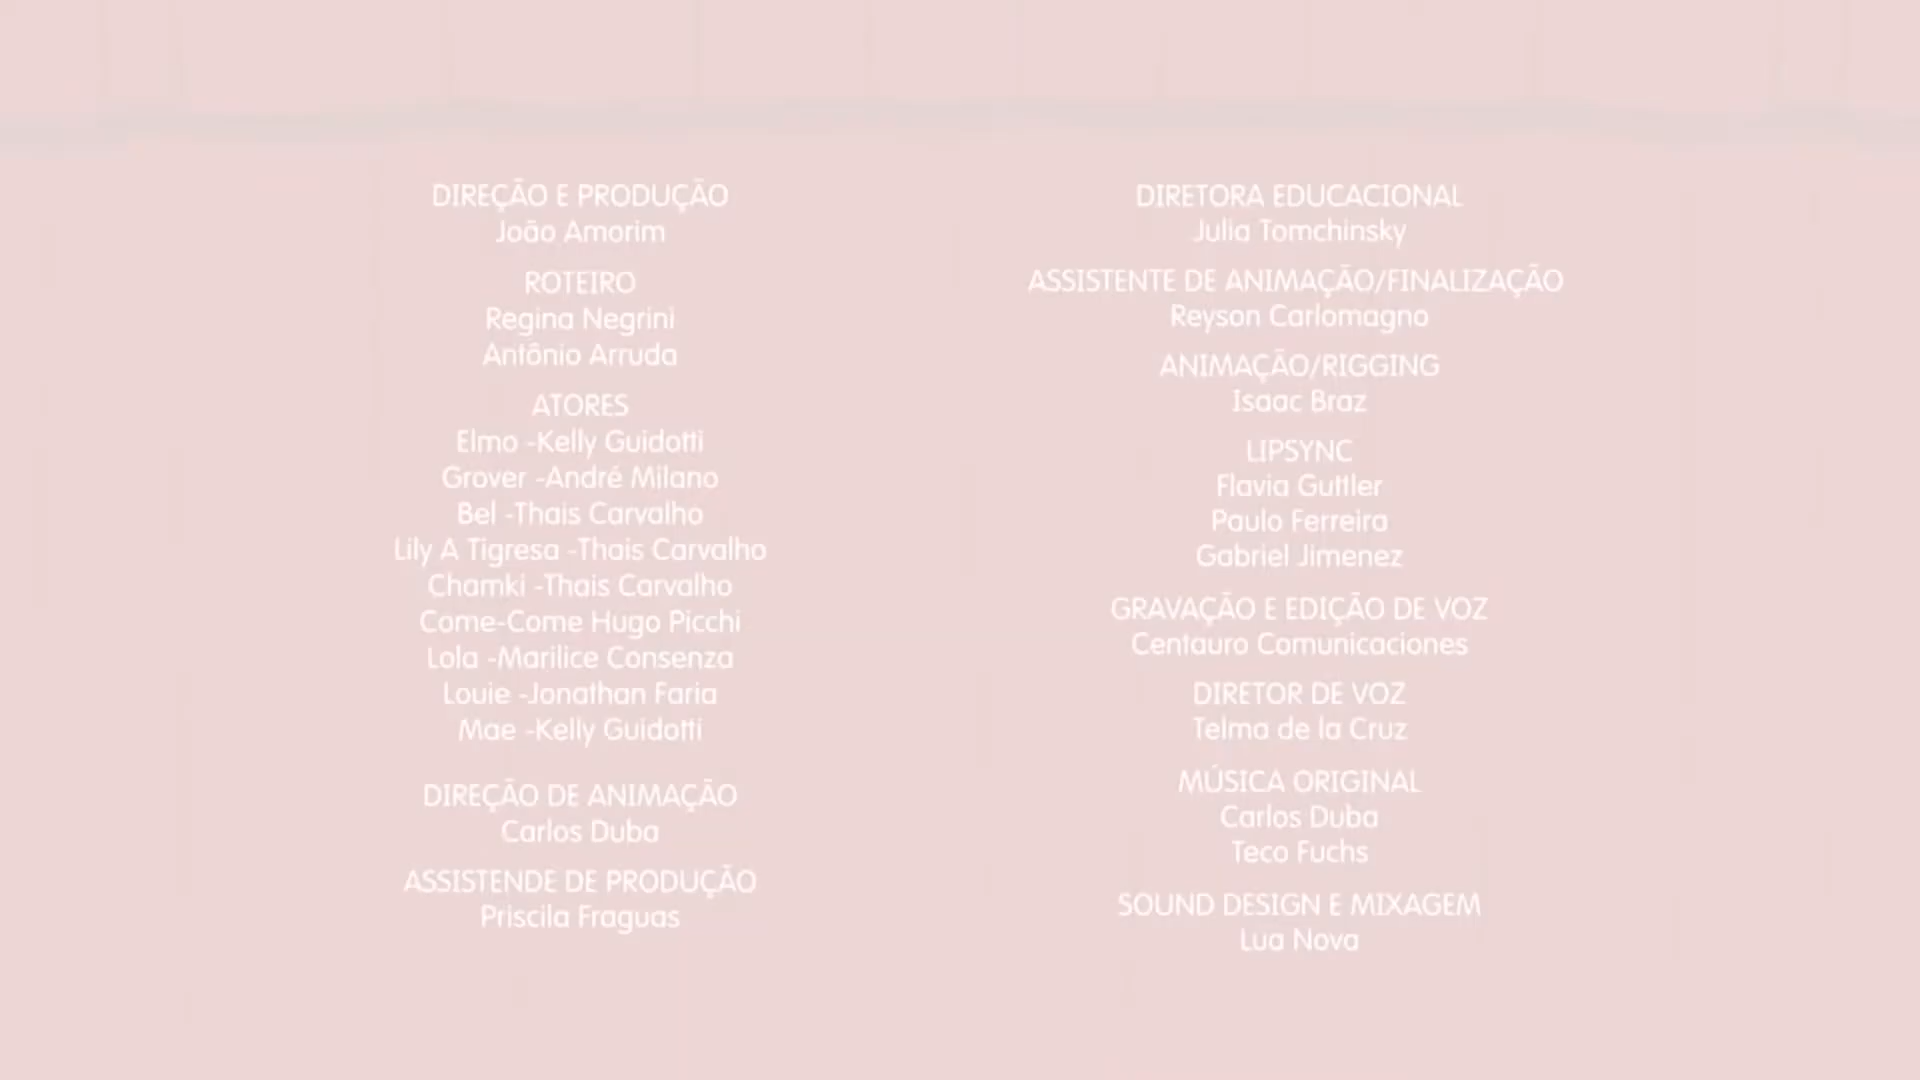 DIREÇÃO E PRODUÇÃO
João Amorim
ROTEIRO
Regina Negrini
Antônio Arruda
ATORES
Elmo -Kelly Guidotti
Grover -André Milano
Bel -Thais Carvalho
Lily A Tigresa -Thais Carvalho
Chamki -Thais Carvalho
Come-Come Hugo Picchi
Lola -Marilice Consenza
Louie -Jonathan Faria
Mae -Kelly Guidotti
DIREÇÃO DE ANIMAÇÃO
Carlos Duba
ASSISTENDE DE PRODUÇÃO
Priscila Fraguas
DIRETORA EDUCACIONAL
Julia Tomchinsky
ASSISTENTE DE ANIMAÇÃO/FINALIZAÇÃO
Reyson Carlomagno
ANIMAÇÃO/RIGGING
Isaac Braz
LIPSYNC
Flavia Guttler
Paulo Ferreira
Gabriel Jimenez
GRAVAÇÃO E EDIÇÃO DE VOZ
Centauro Comunicaciones
DIRETOR DE VOZ
Telma de la Cruz
MÚSICA ORIGINAL
Carlos Duba
Teco Fuchs
SOUND DESIGN E MIXAGEM
Lua Nova